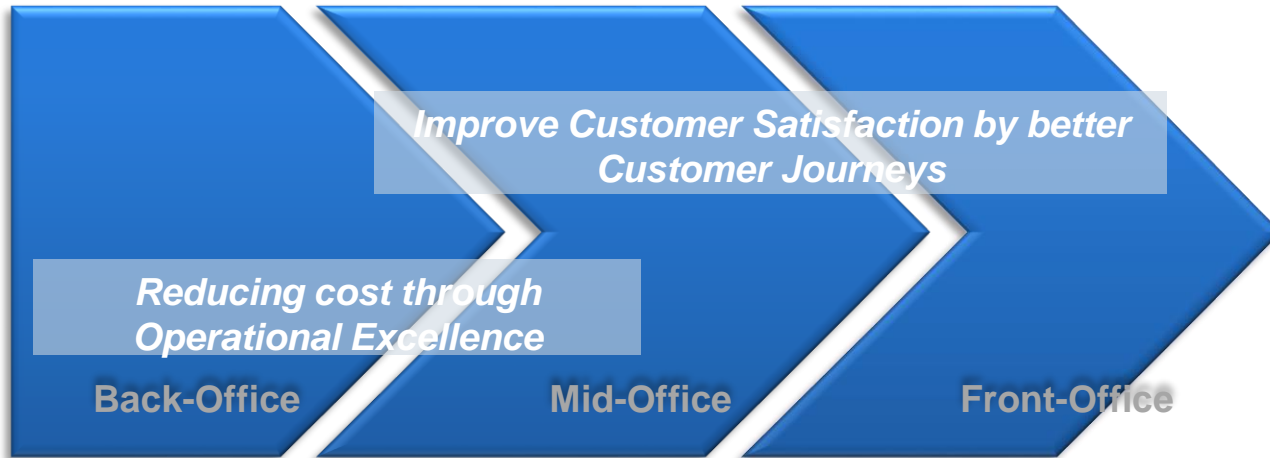 Improve Customer Satisfaction by better
Customer Journeys
Reducing cost through
Operational Excellence
Back-Office
Mid-Office
Front-Office